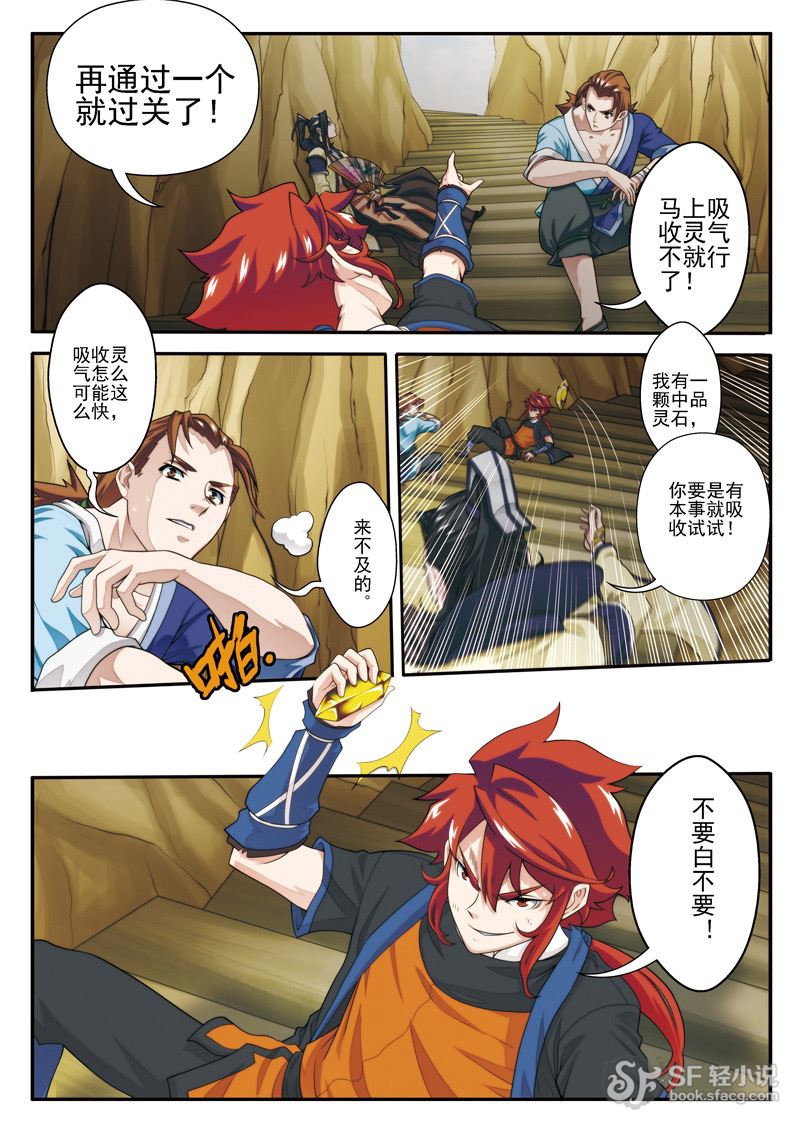 再通过一个
就过关了！
马上吸
收灵气
不就行
了！
吸收灵
气怎么
可能这
么快，
来不及的。
啪.
我有一
颗中品
灵石，
你要是有
本事就吸
收试试！
不要白不要！
SF轻小说
book.sfacg.com